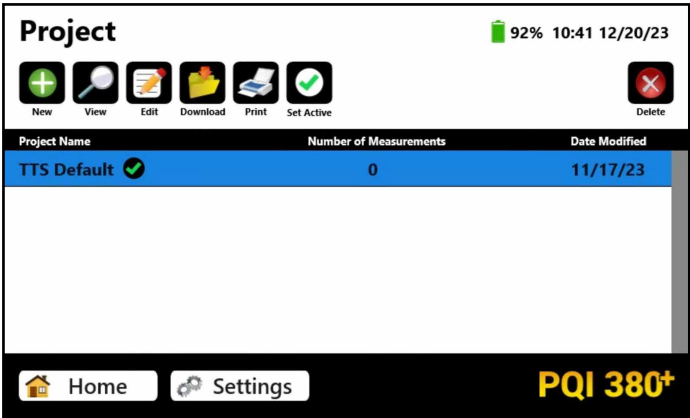 Project
92% 10:41 12/20/23
New View Edit Download Print Set Active Delete
Project Name Number of Measurements Date Modified
TTS Default 0 11/17/23
Home Settings PQI 380+